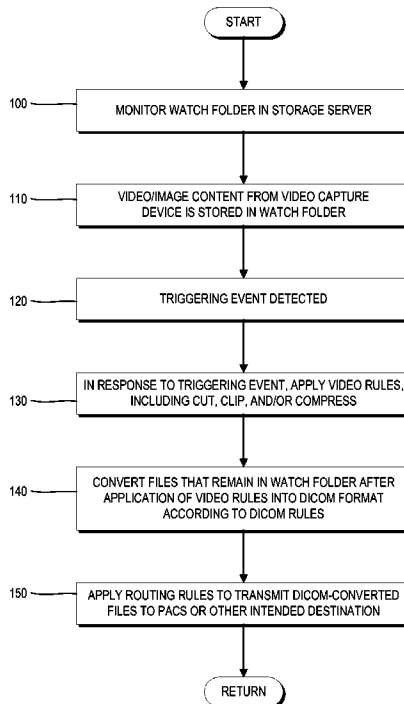 START
100
MONITOR WATCH FOLDER IN STORAGE SERVER
110
VIDEO/IMAGE CONTENT FROM VIDEO CAPTURE
DEVICE IS STORED IN WATCH FOLDER
120
TRIGGERING EVENT DETECTED
130
IN RESPONSE TO TRIGGERING EVENT, APPLY VIDEO RULES,
INCLUDING CUT, CLIP, AND/OR COMPRESS
140
CONVERT FILES THAT REMAIN IN WATCH FOLDER AFTER
APPLICATION OF VIDEO RULES INTO DICOM FORMAT
ACCORDING TO DICOM RULES
150
APPLY ROUTING RULES TO TRANSMIT DICOM-CONVERTED
FILES TO PACS OR OTHER INTENDED DESTINATION
RETURN